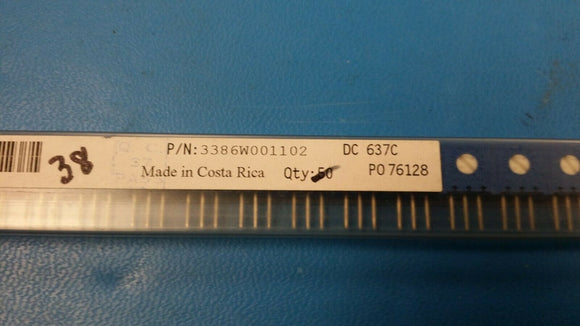 P/N:3386W001102 DC 637C
38
Made in Costa Rica Qty:50 PO 76128